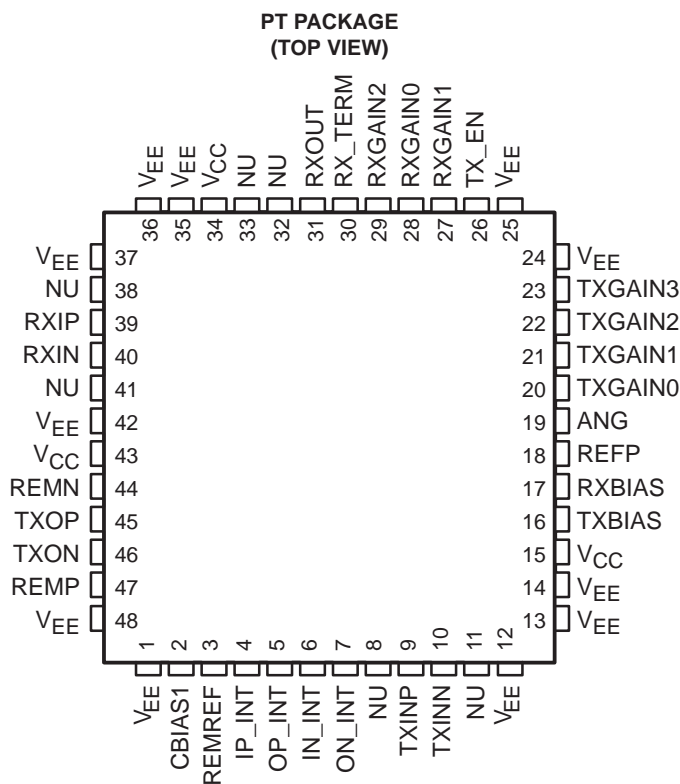 PT PACKAGE
(TOP VIEW)
VEE
VEE
VCC
NU
NU
RXOUT
RX_TERM
RXGAIN2
RXGAIN0
RXGAIN1
TX_EN
VEE
36
35
34
33
32
31
30
29
28
27
26
25
VEE 37
NU 38
RXIP 39
RXIN 40
NU 41
VEE 42
VCC 43
REMN 44
TXOP 45
TXON 46
REMP 47
VEE 48
24 VEE
23 TXGAIN3
22 TXGAIN2
21 TXGAIN1
20 TXGAIN0
19 ANG
18 REFP
17 RXBIAS
16 TXBIAS
15 VCC
14 VEE
13 VEE
1
2
3
4
5
6
7
8
9
10
11
12
VEE
CBIAS1
REMREF
IP_INT
OP_INT
IN_INT
ON_INT
NU
TXINP
TXINN
NU
VEE